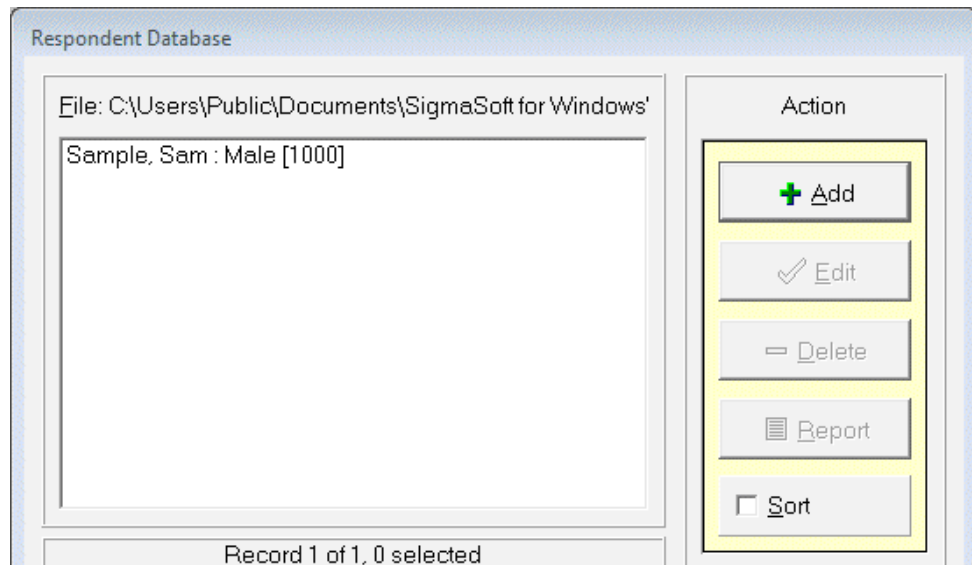 Respondent Database
File: C:\Users\Public\Documents\SigmaSoft for Windows'
Sample, Sam : Male [1000]
Record 1 of 1, 0 selected
Action
Add
Edit
Delete
Report
Sort